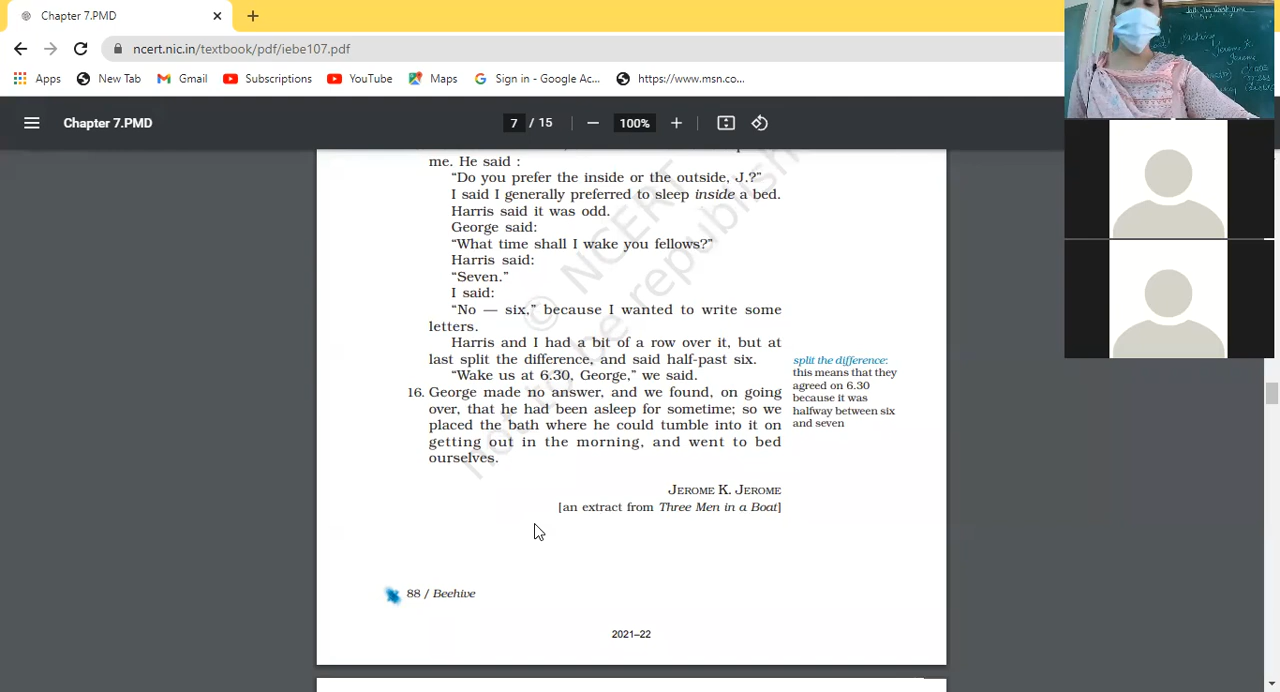 Chapter 7.PMD
ncert.nic.in/textbook/pdf/iebe107.pdf
Apps New Tab Gmail Subscriptions YouTube Maps Sign in - Google Ac... https://www.msn.co...
Chapter 7.PMD 7 / 15 100%
me. He said :
“Do you prefer the inside or the outside, J.?”
I said I generally preferred to sleep inside a bed.
Harris said it was odd.
George said:
“What time shall I wake you fellows?”
Harris said:
“Seven.”
I said:
“No — six,” because I wanted to write some
letters.
Harris and I had a bit of a row over it, but at
last split the difference, and said half-past six.
“Wake us at 6.30, George,” we said.
16. George made no answer, and we found, on going
over, that he had been asleep for sometime; so we
placed the bath where he could tumble into it on
getting out in the morning, and went to bed
ourselves.
split the difference:
this means that they
agreed on 6.30
because it was
halfway between six
and seven
JEROME K. JEROME
[an extract from Three Men in a Boat]
88 / Beehive
2021–22
© NCERT
not to be republish
Jerome K.
Jerome